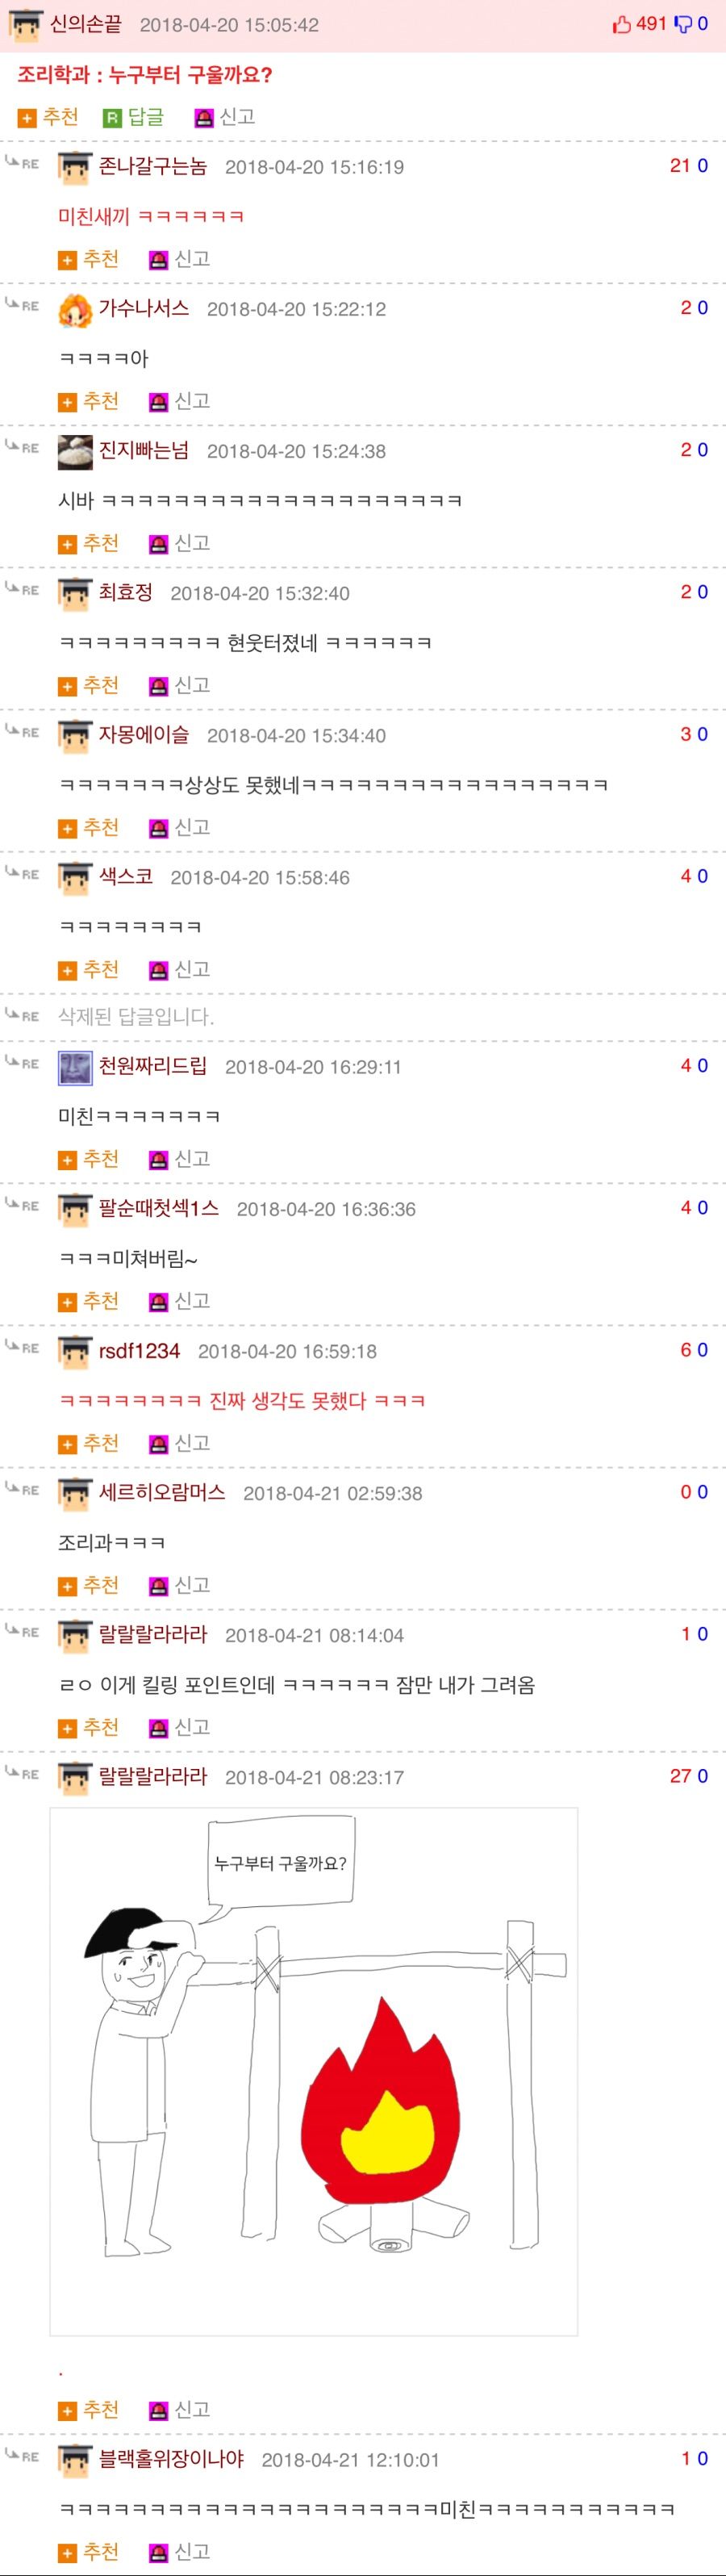 신의손끝 2018-04-20 15:05:42 491 0
조리학과 : 누구부터 구울까요?
추천 R 답글 신고
RE 존나갈구는놈 2018-04-20 15:16:19 21 0
미친새끼 ㅋㅋㅋㅋㅋㅋ
추천 신고
RE 가수나서스 2018-04-20 15:22:12 2 0
ㅋㅋㅋㅋ아
추천 신고
RE 진지빠는넘 2018-04-20 15:24:38 2 0
시바 ㅋㅋㅋㅋㅋㅋㅋㅋㅋㅋㅋㅋㅋㅋㅋㅋㅋㅋㅋㅋ
추천 신고
RE 최효정 2018-04-20 15:32:40 2 0
ㅋㅋㅋㅋㅋㅋㅋㅋㅋ 현웃터졌네 ㅋㅋㅋㅋㅋㅋ
추천 신고
RE 자몽에이슬 2018-04-20 15:34:40 3 0
ㅋㅋㅋㅋㅋㅋㅋ상상도 못했네ㅋㅋㅋㅋㅋㅋㅋㅋㅋㅋㅋㅋㅋㅋㅋㅋㅋ
추천 신고
RE 색스코 2018-04-20 15:58:46 4 0
ㅋㅋㅋㅋㅋㅋㅋㅋ
추천 신고
RE 삭제된 답글입니다.
RE 천원짜리드립 2018-04-20 16:29:11 4 0
미친ㅋㅋㅋㅋㅋㅋㅋ
추천 신고
RE 팔순때첫섹1스 2018-04-20 16:36:36 4 0
ㅋㅋㅋ미쳐버림~
추천 신고
RE rsdf1234 2018-04-20 16:59:18 6 0
ㅋㅋㅋㅋㅋㅋㅋㅋ 진짜 생각도 못했다 ㅋㅋㅋ
추천 신고
RE 세르히오람머스 2018-04-21 02:59:38 0 0
조리과ㅋㅋㅋ
추천 신고
RE 랄랄랄라라라 2018-04-21 08:14:04 1 0
ㄹㅇ 이게 킬링 포인트인데 ㅋㅋㅋㅋㅋㅋ 잠만 내가 그려옴
추천 신고
RE 랄랄랄라라라 2018-04-21 08:23:17 27 0
누구부터 구울까요?
.
추천 신고
RE 블랙홀위장이나야 2018-04-21 12:10:01 1 0
ㅋㅋㅋㅋㅋㅋㅋㅋㅋㅋㅋㅋㅋㅋㅋㅋㅋㅋㅋㅋㅋ미친ㅋㅋㅋㅋㅋㅋㅋㅋㅋㅋㅋ
추천 신고